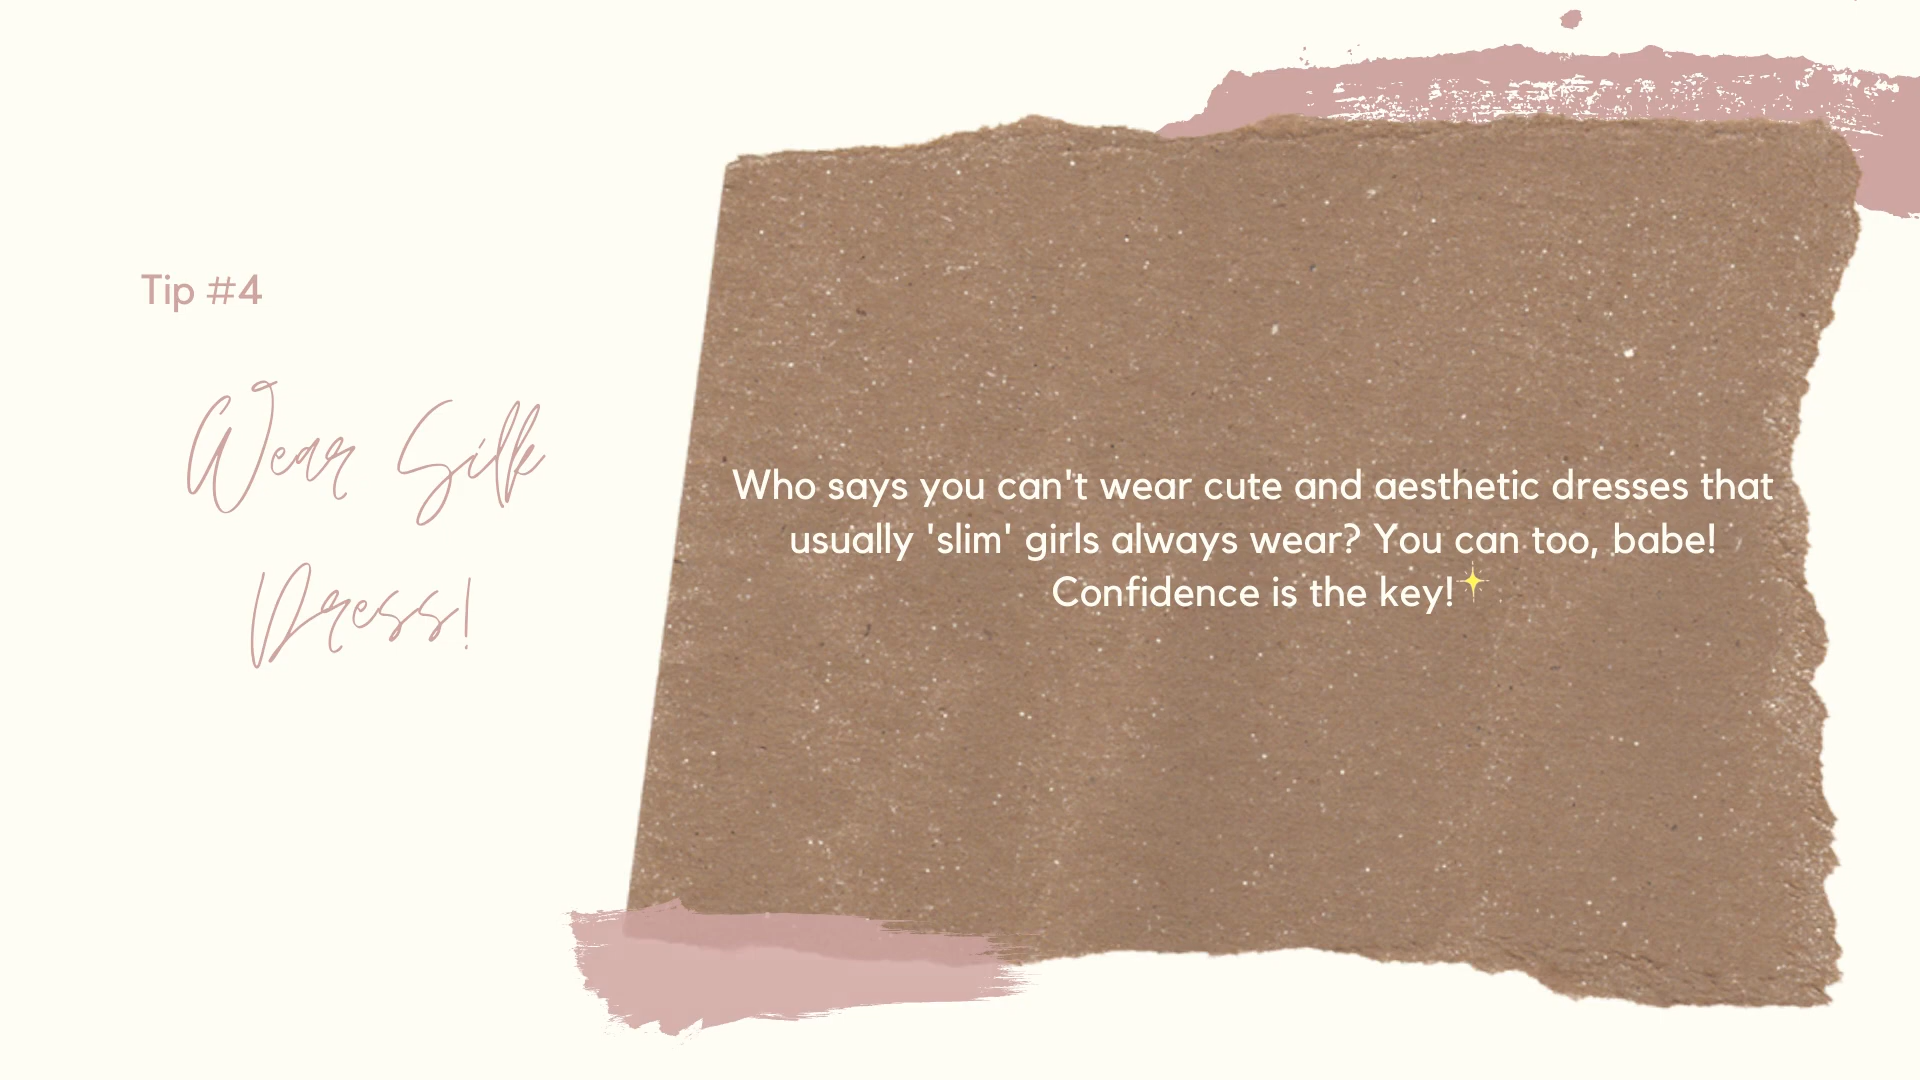 Tip #4
Wear Silk
Dress!
Who says you can't wear cute and aesthetic dresses that
usually 'slim' girls always wear? You can too, babe!
Confidence is the key!✨